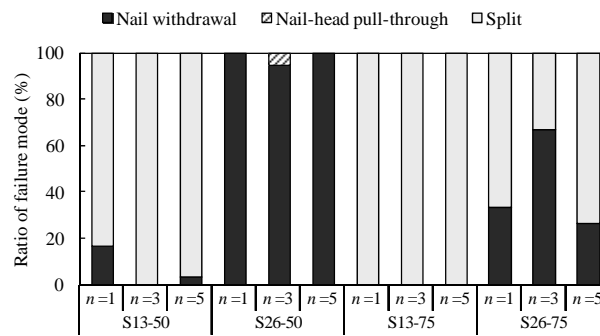 Nail withdrawal Nail-head pull-through Split
Ratio of failure mode (%)
100
80
60
40
20
0
n=1 n=3 n=5 n=1 n=3 n=5 n=1 n=3 n=5 n=1 n=3 n=5
S13-50 S26-50 S13-75 S26-75